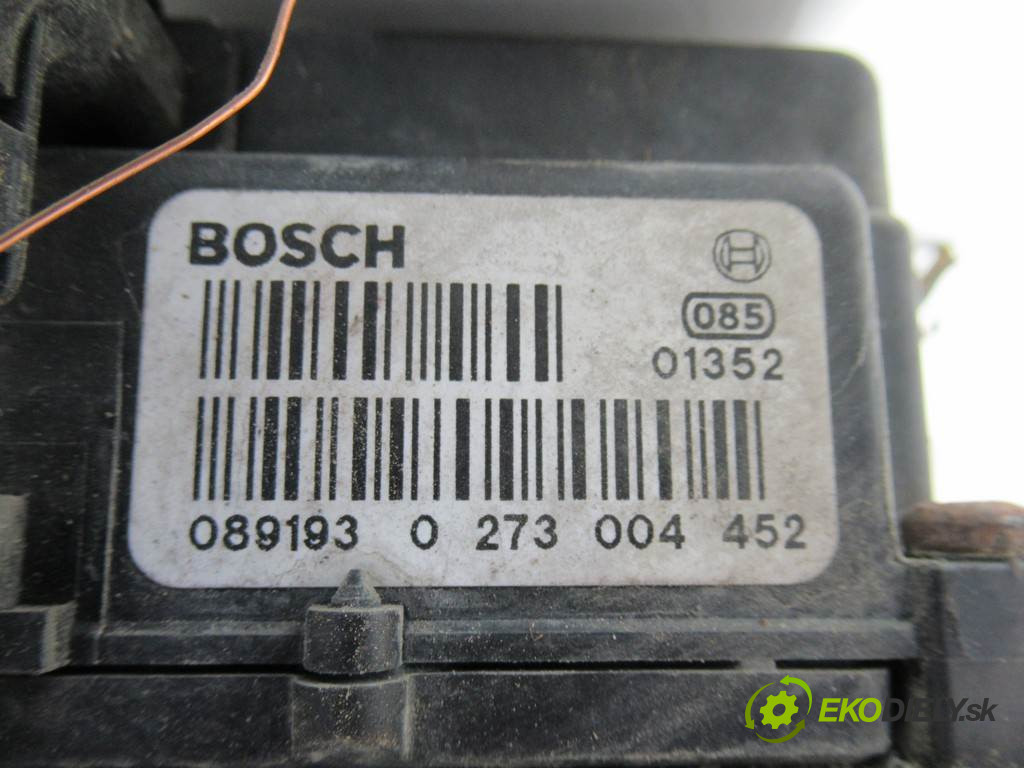 BOSCH
085
01352
089193 0 273 004 452
EKODIELY.sk